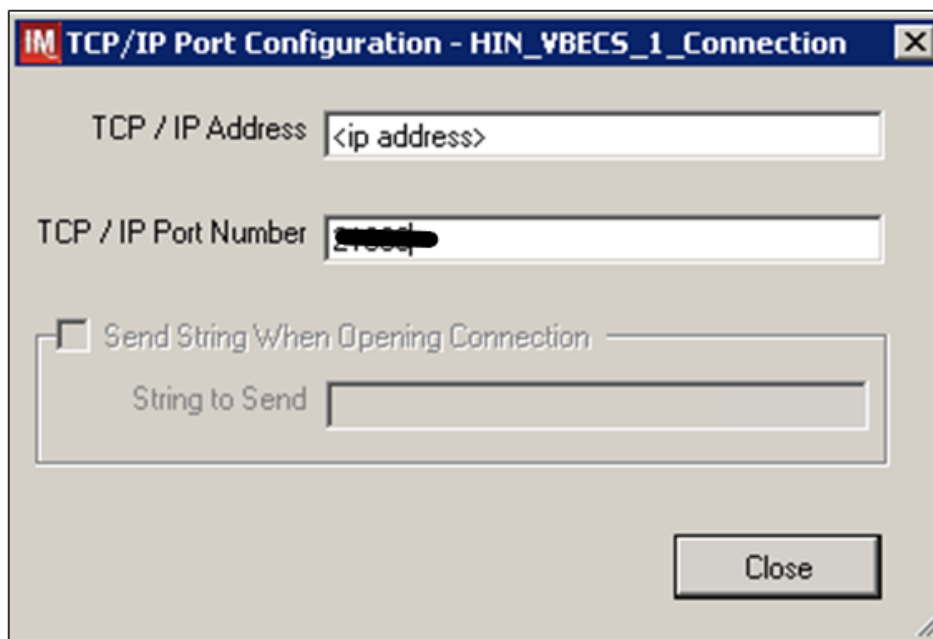 IM TCP/IP Port Configuration - HIN_VBECS_1_Connection
TCP / IP Address <ip address>
TCP / IP Port Number
Send String When Opening Connection
String to Send
Close